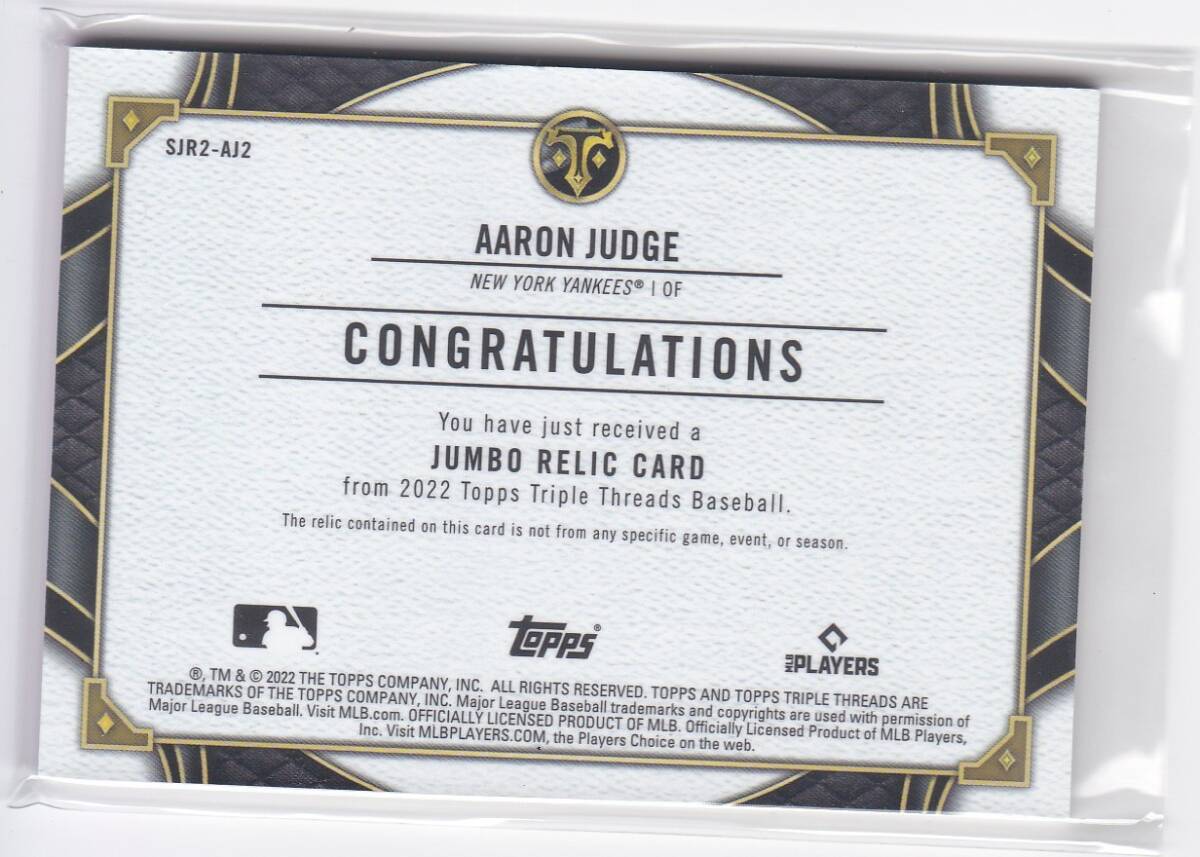 SJR2-AJ2
AARON JUDGE
NEW YORK YANKEES® | OF
CONGRATULATIONS
You have just received a
JUMBO RELIC CARD
from 2022 Topps Triple Threads Baseball.
The relic contained on this card is not from any specific game, event, or season.
topps®
MLB PLAYERS
®, TM & © 2022 THE TOPPS COMPANY, INC. ALL RIGHTS RESERVED. TOPPS AND TOPPS TRIPLE THREADS ARE
TRADEMARKS OF THE TOPPS COMPANY, INC. Major League Baseball trademarks and copyrights are used with permission of
Major League Baseball. Visit MLB.com. OFFICIALLY LICENSED PRODUCT OF MLB. Officially Licensed Product of MLB Players,
Inc. Visit MLBPLAYERS.COM, the Players Choice on the web.